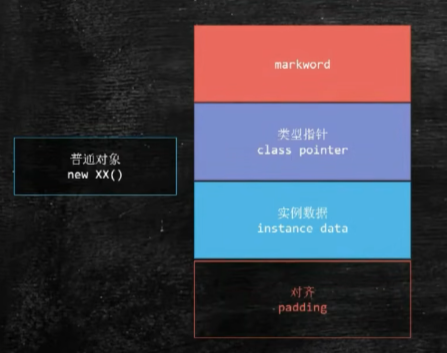 markword
类型指针
class pointer
普通对象
new XX()
实例数据
instance data
对齐
padding